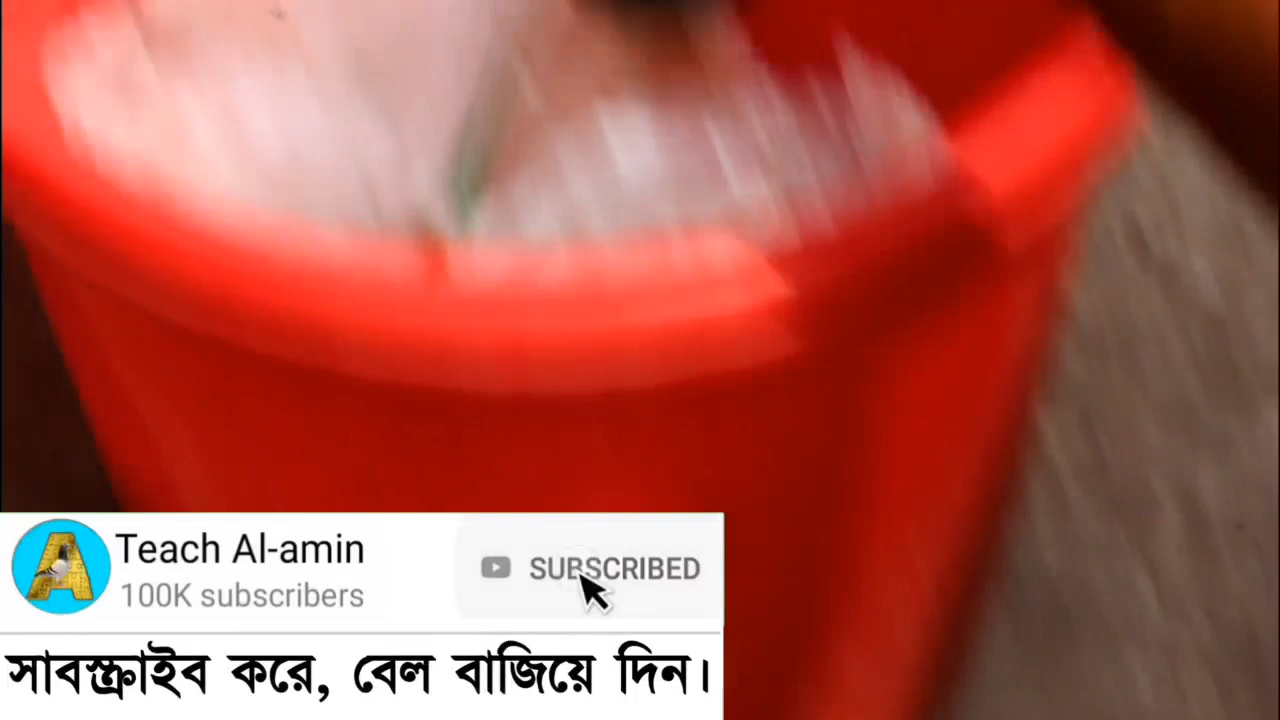 Teach Al-amin
100K subscribers
SUBSCRIBED
সাবস্ক্রাইব করে, বেল বাজিয়ে দিন।